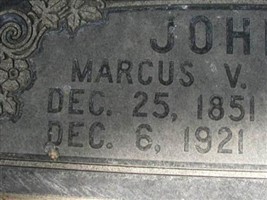 JOH
MARCUS V.
DEC. 25, 1851
DEC. 6, 1921